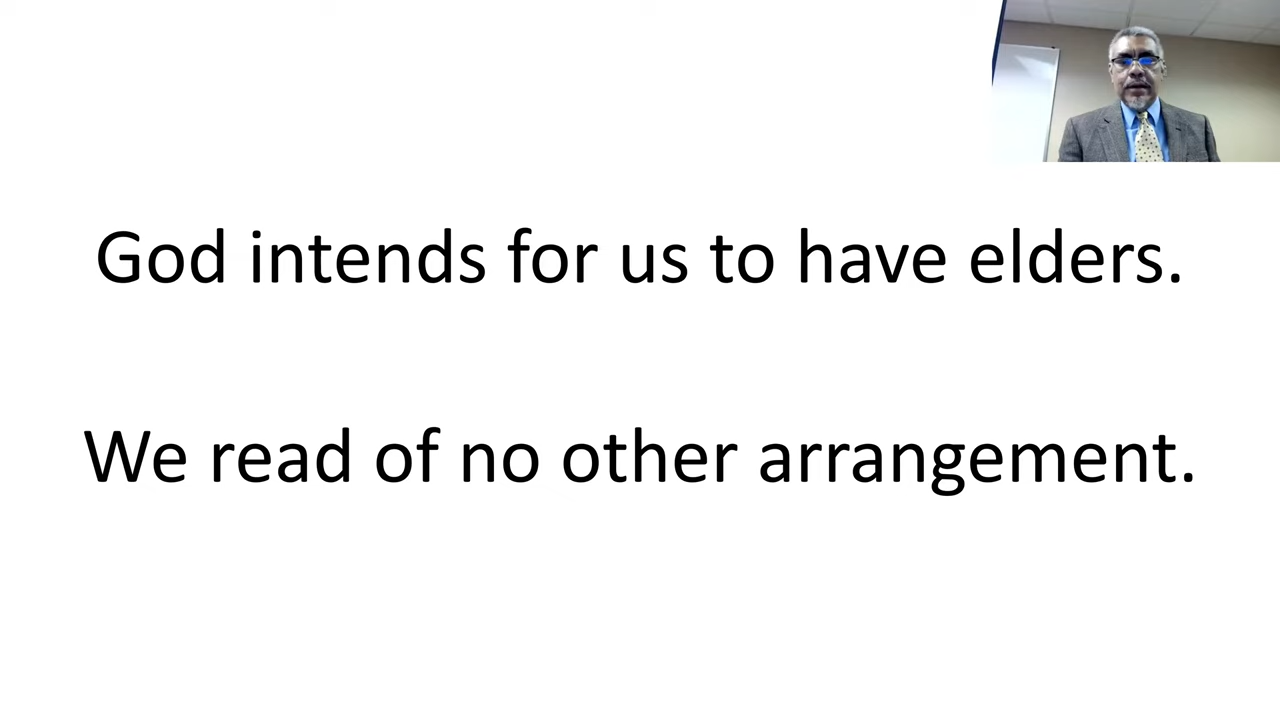 God intends for us to have elders.
We read of no other arrangement.